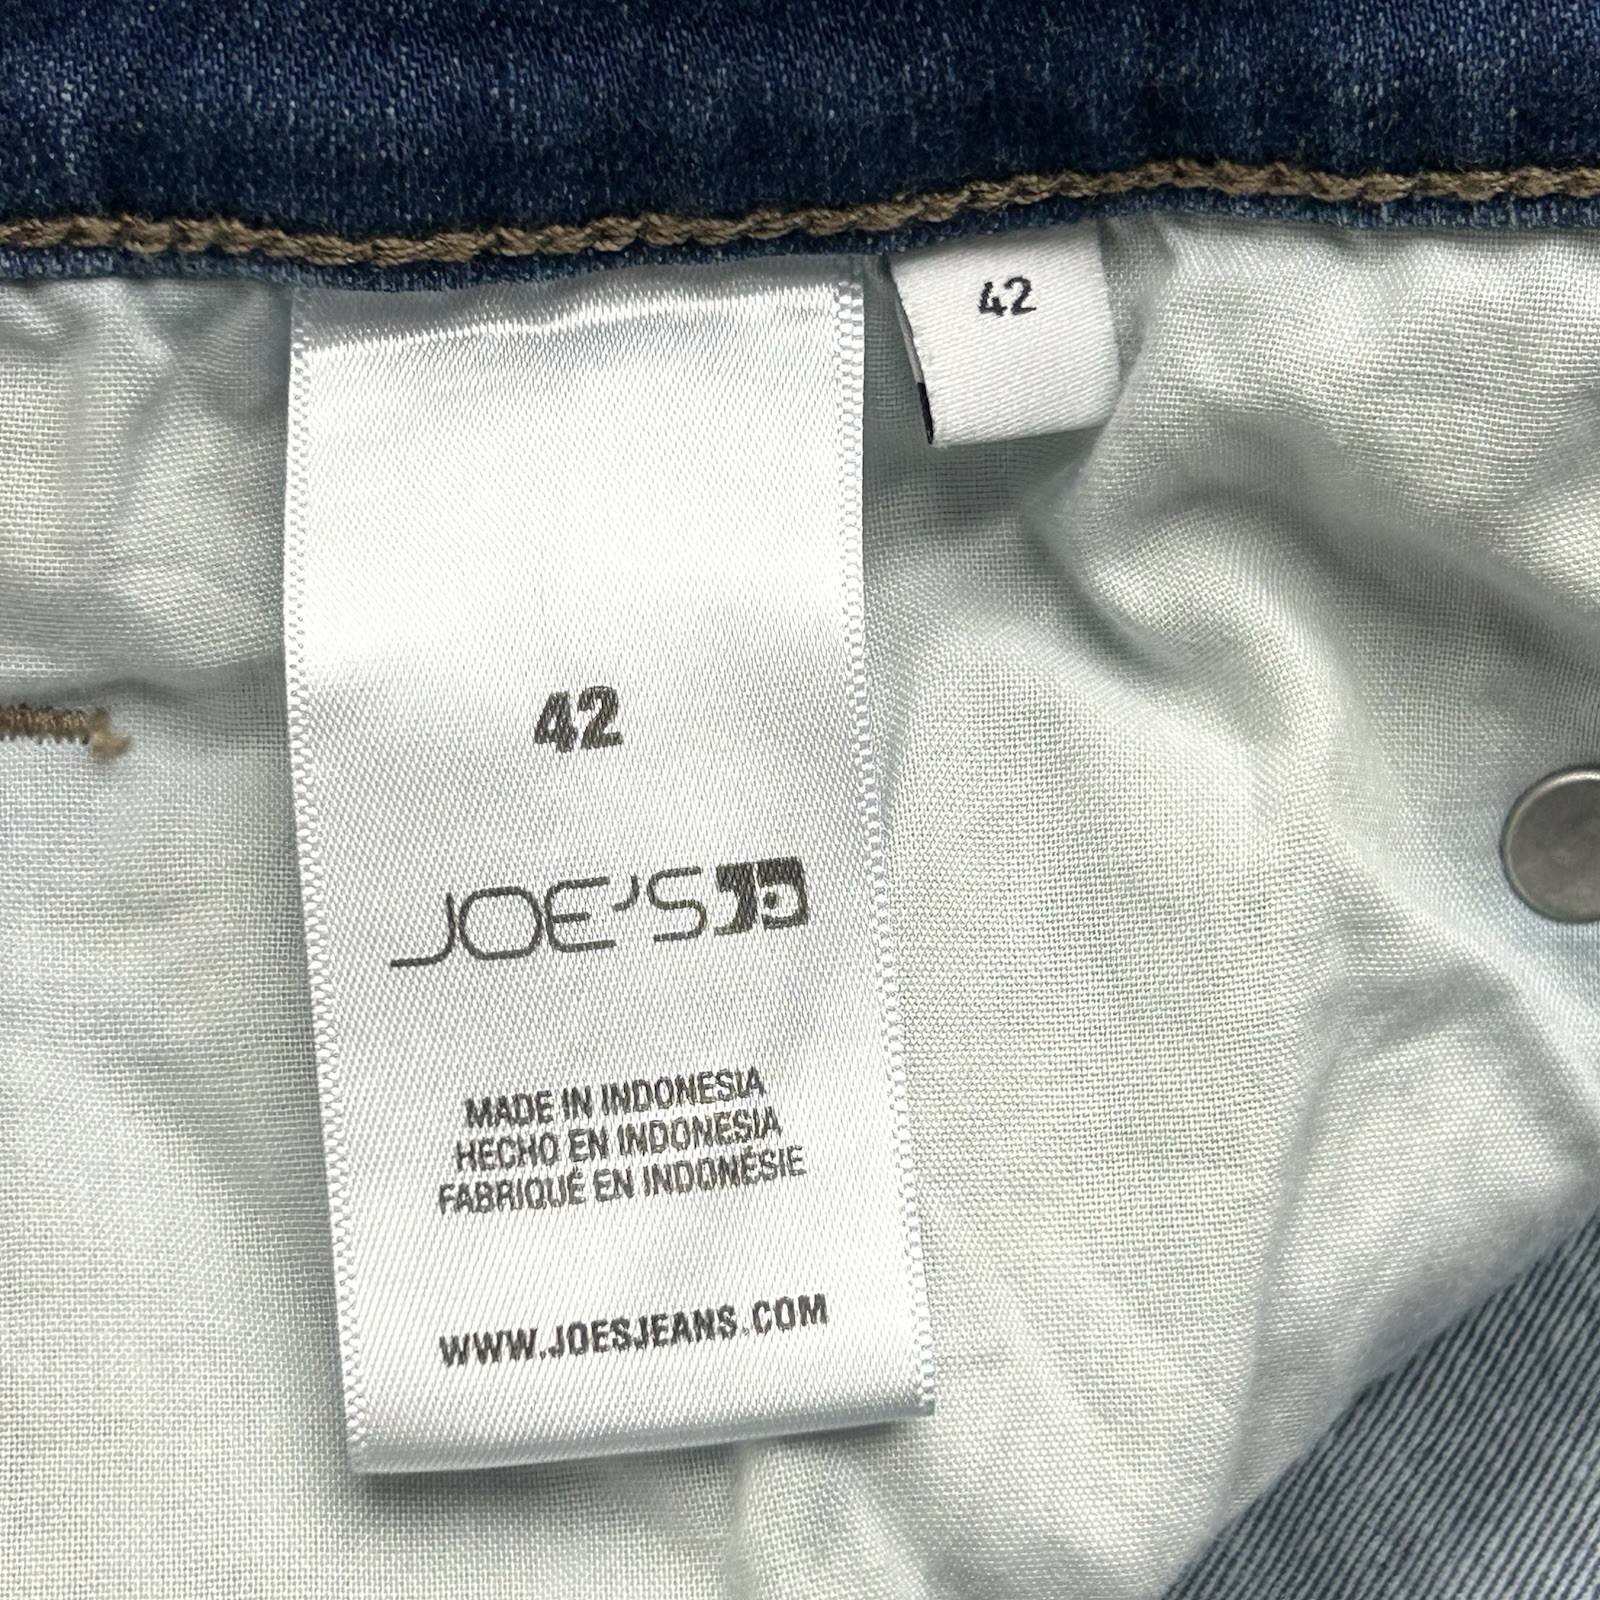 42
42
JOE'S
MADE IN INDONESIA
HECHO EN INDONESIA
FABRIQUÉ EN INDONÉSIE
WWW.JOESJEANS.COM